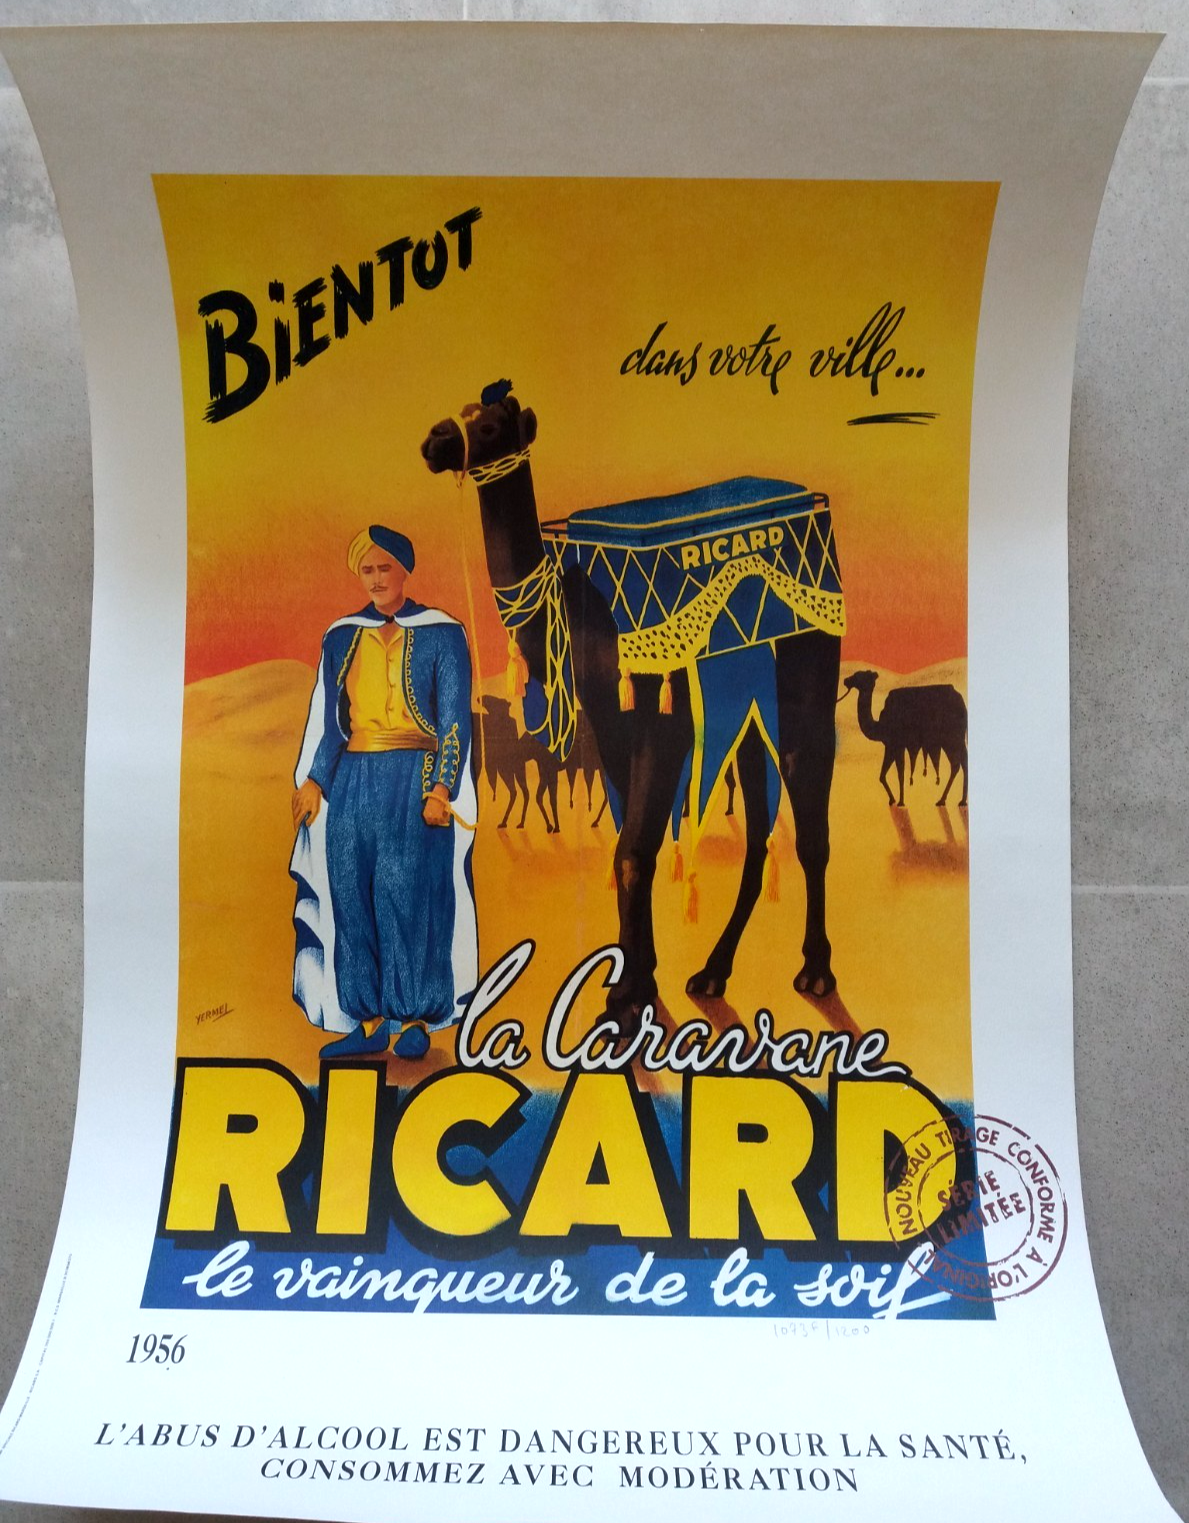 BIENTOT
dans votre ville...
RICARD
YERMEL
la Caravane
RICARD
le vainqueur de la soif
NOUVEAU TIRAGE CONFORME À L'ORIGINAL
SÉRIE
LIMITÉE
1200
1956
L'ABUS D'ALCOOL EST DANGEREUX POUR LA SANTÉ,
CONSOMMEZ AVEC MODÉRATION